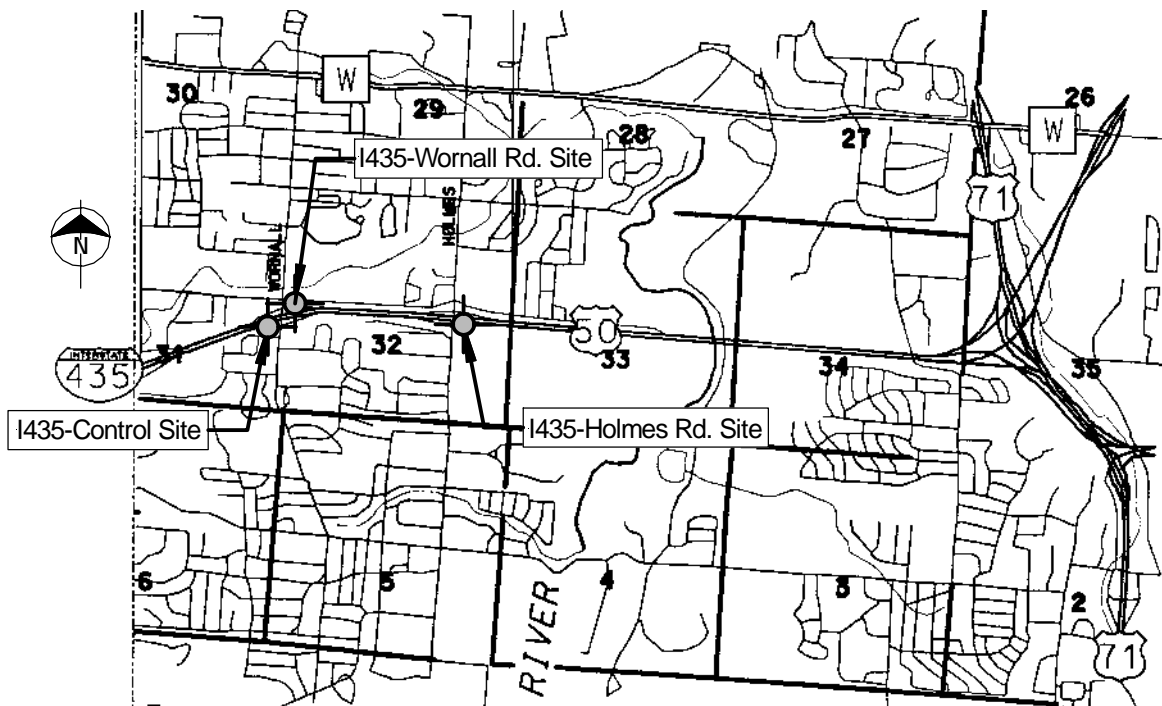 26
30
W
29
W
27
28
I435-Wornall Rd. Site
71
HOLMES
N
WORNALL
50
32
33
INTERSTATE
31
435
34
35
I435-Control Site
I435-Holmes Rd. Site
6
5
4
3
2
RIVER
71